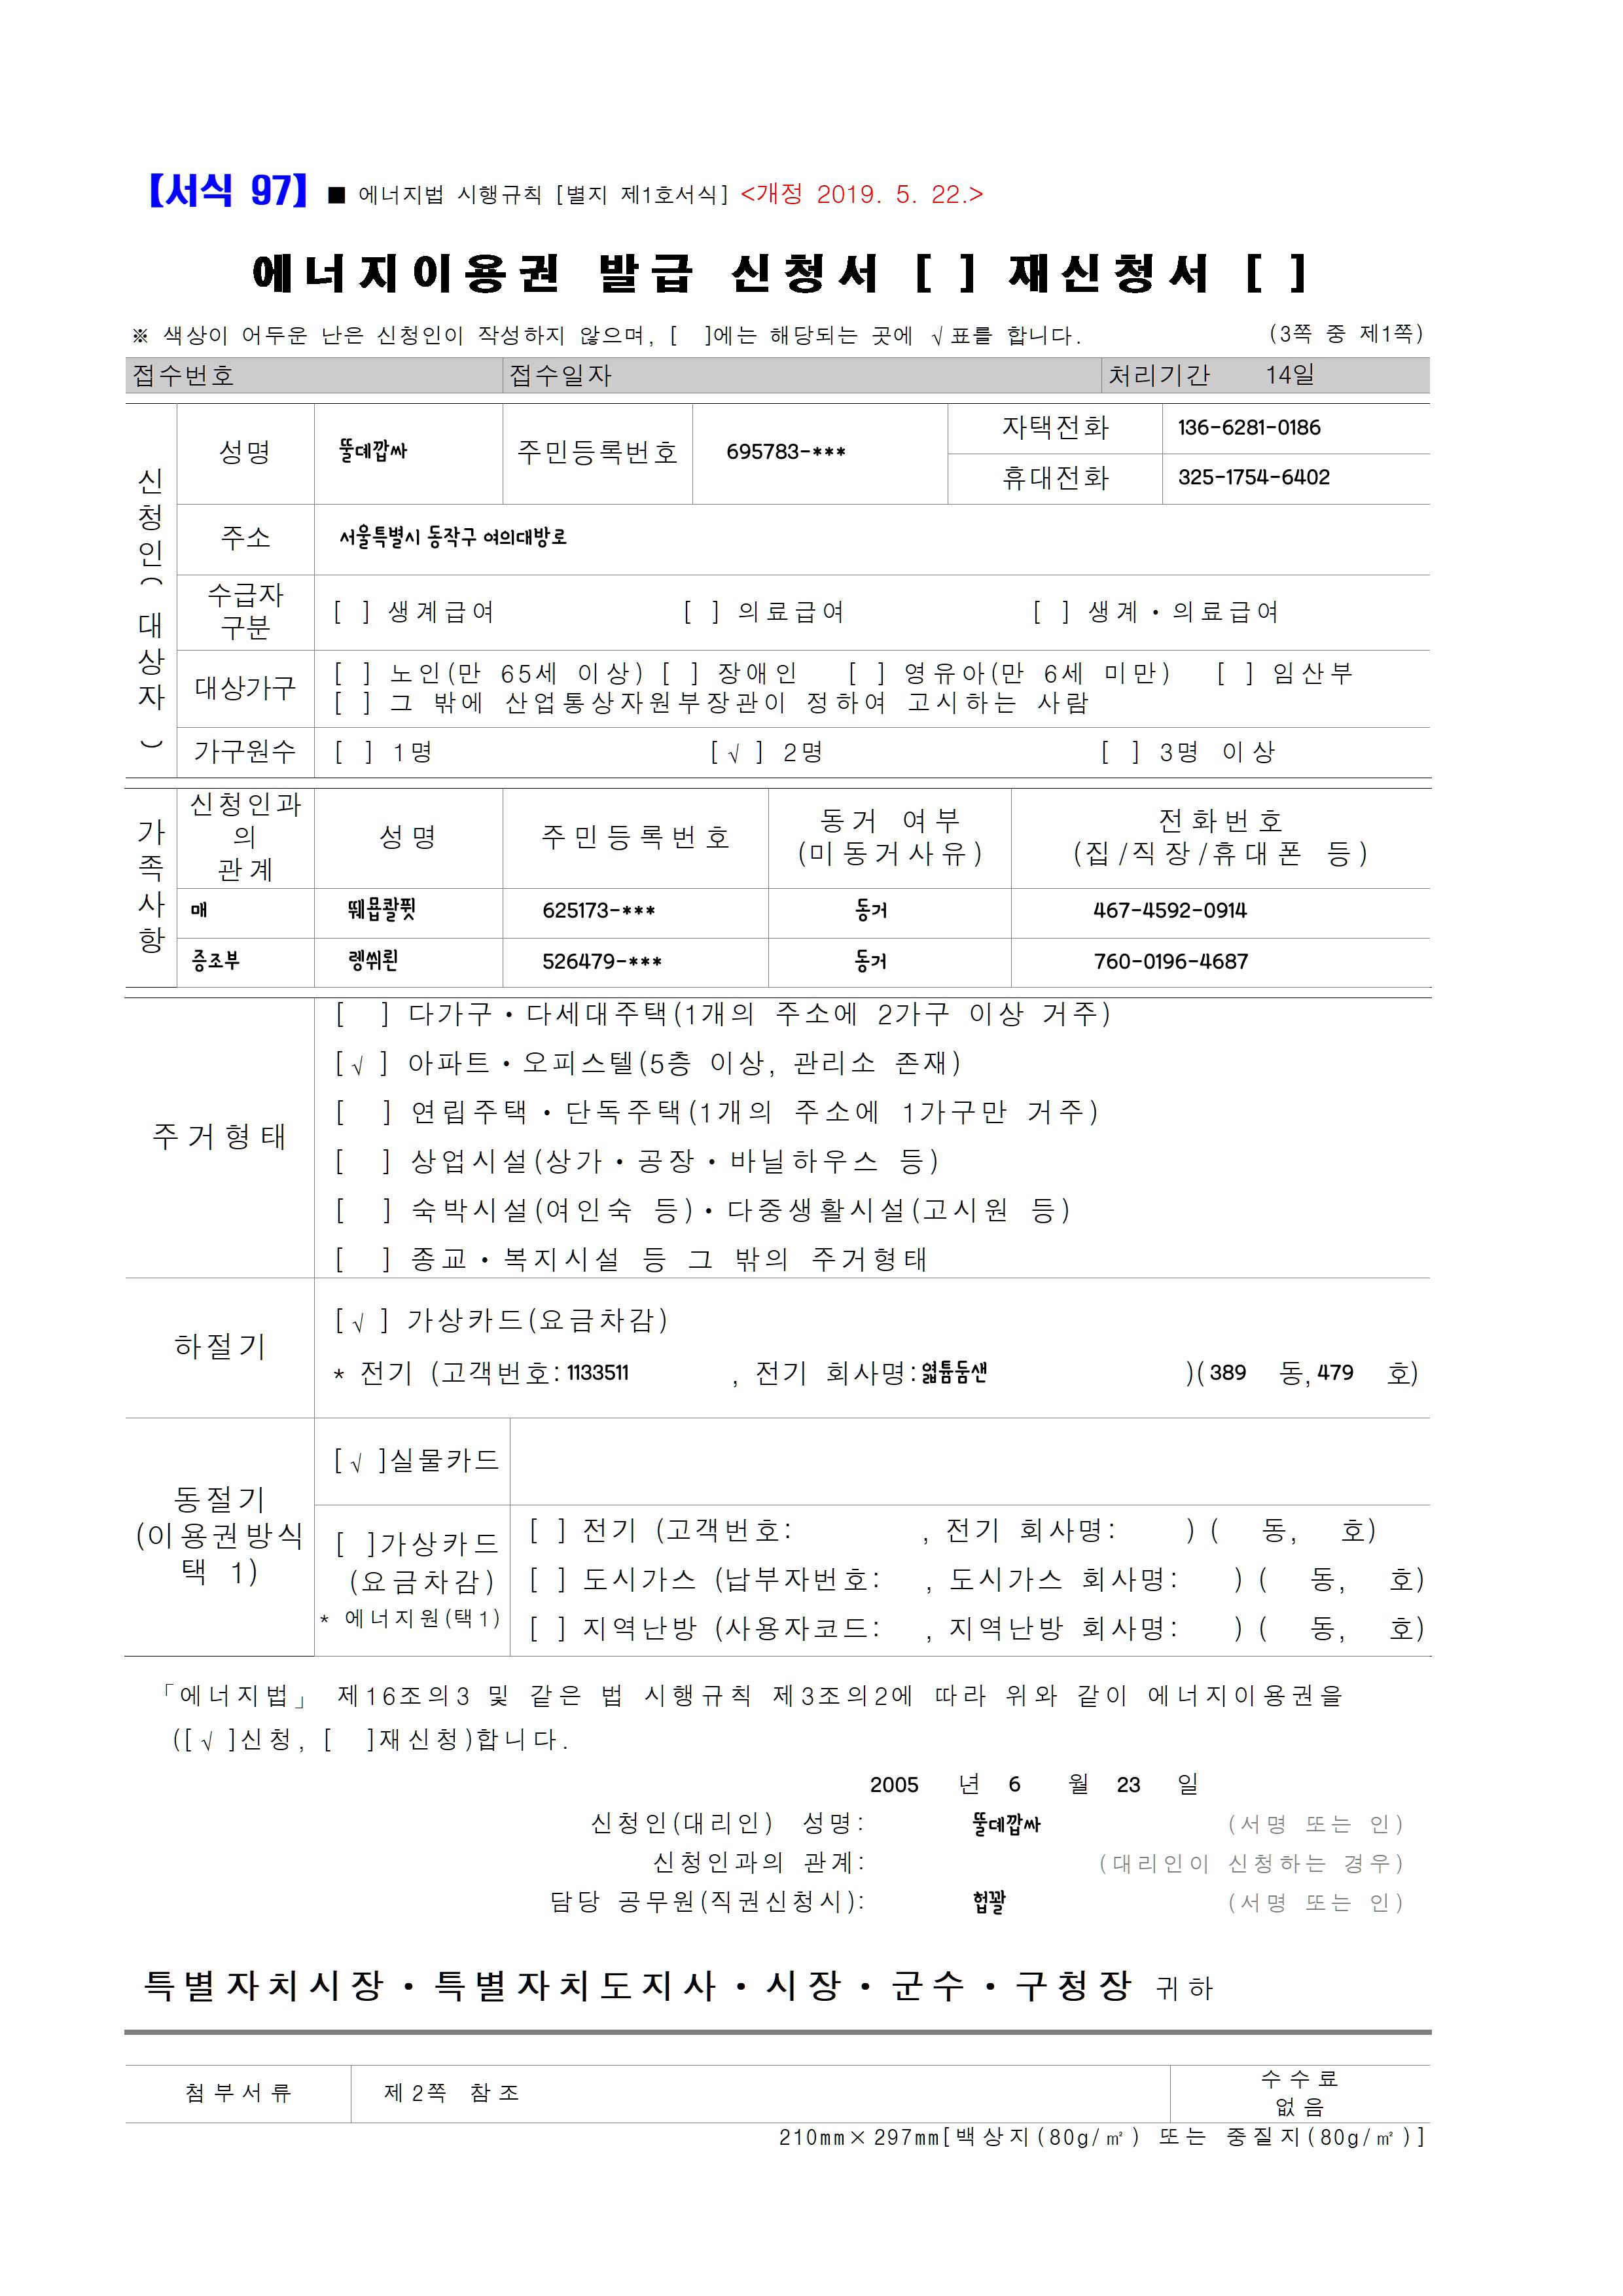 【서식 97】 ■ 에너지법 시행규칙 [별지 제1호서식] <개정 2019. 5. 22.>
에너지이용권 발급 신청서 [ ] 재신청서 [ ]
※ 색상이 어두운 난은 신청인이 작성하지 않으며, [ ]에는 해당되는 곳에 √표를 합니다. (3쪽 중 제1쪽)
접수번호 접수일자 처리기간 14일
신청인(대상자)
성명 뚤데깝싸 주민등록번호 695783-***
자택전화 136-6281-0186
휴대전화 325-1754-6402
주소 서울특별시 동작구 여의대방로
수급자
구분
[ ] 생계급여 [ ] 의료급여 [ ] 생계·의료급여
대상가구
[ ] 노인(만 65세 이상) [ ] 장애인 [ ] 영유아(만 6세 미만) [ ] 임산부
[ ] 그 밖에 산업통상자원부장관이 정하여 고시하는 사람
가구원수 [ ] 1명 [√ ] 2명 [ ] 3명 이상
가족사항
신청인과
의
관계
성명
주민등록번호
동거 여부
(미동거사유)
전화번호
(집/직장/휴대폰 등)
매 뛔묩콸퓟 625173-*** 동거 467-4592-0914
증조부 렝쒸륀 526479-*** 동거 760-0196-4687
주거형태
[ ] 다가구·다세대주택(1개의 주소에 2가구 이상 거주)
[√ ] 아파트·오피스텔(5층 이상, 관리소 존재)
[ ] 연립주택·단독주택(1개의 주소에 1가구만 거주)
[ ] 상업시설(상가·공장·바닐하우스 등)
[ ] 숙박시설(여인숙 등)·다중생활시설(고시원 등)
[ ] 종교·복지시설 등 그 밖의 주거형태
하절기
[√ ] 가상카드(요금차감)
* 전기 (고객번호: 1133511 , 전기 회사명: 엷튬둠샌 )( 389 동, 479 호)
동절기
(이용권방식
택 1)
[√ ]실물카드
[ ]가상카드
(요금차감)
* 에너지원(택1)
[ ] 전기 (고객번호: , 전기 회사명: ) ( 동, 호)
[ ] 도시가스 (납부자번호: , 도시가스 회사명: ) ( 동, 호)
[ ] 지역난방 (사용자코드: , 지역난방 회사명: ) ( 동, 호)
「에너지법」 제16조의3 및 같은 법 시행규칙 제3조의2에 따라 위와 같이 에너지이용권을
([√ ]신청, [ ]재신청)합니다.
2005 년 6 월 23 일
신청인(대리인) 성명: 뚤데깝싸 (서명 또는 인)
신청인과의 관계: (대리인이 신청하는 경우)
담당 공무원(직권신청시): 헙꽐 (서명 또는 인)
특별자치시장·특별자치도지사·시장·군수·구청장 귀하
첨부서류 제2쪽 참조
수수료
없음
210mm×297mm[백상지(80g/㎡) 또는 중질지(80g/㎡)]